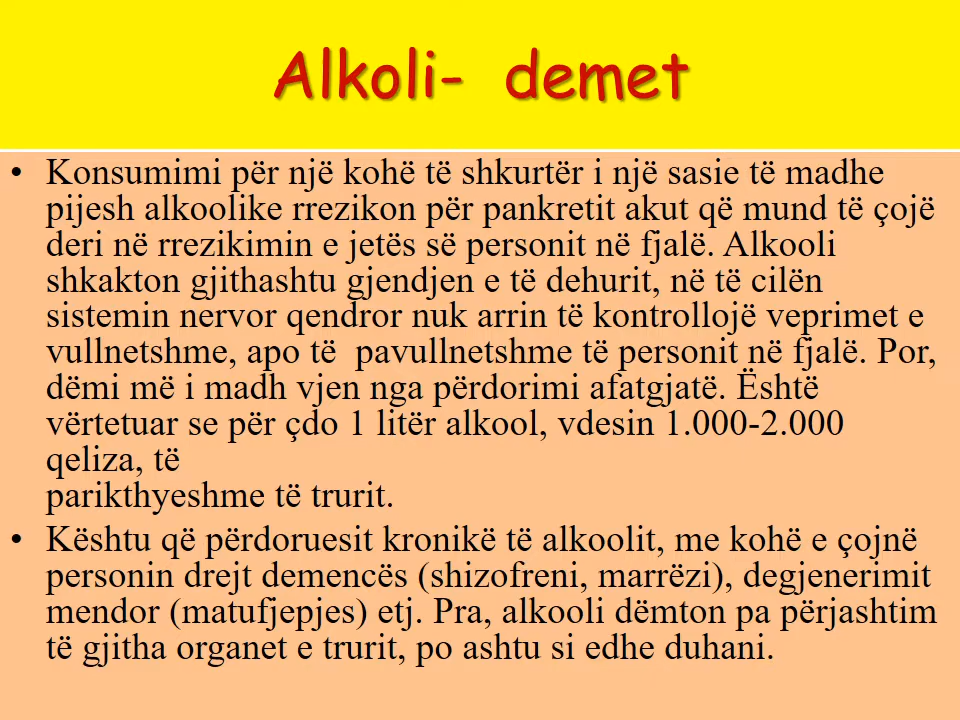 Alkoli-  demet
• Konsumimi për një kohë të shkurtër i një sasie të madhe
pijesh alkoolike rrezikon për pankretit akut që mund të çojë
deri në rrezikimin e jetës së personit në fjalë. Alkooli
shkakton gjithashtu gjendjen e të dehurit, në të cilën
sistemin nervor qendror nuk arrin të kontrollojë veprimet e
vullnetshme, apo të  pavullnetshme të personit në fjalë. Por,
dëmi më i madh vjen nga përdorimi afatgjatë. Është
vërtetuar se për çdo 1 litër alkool, vdesin 1.000-2.000
qeliza, të
parikthyeshme të trurit.
• Kështu që përdoruesit kronikë të alkoolit, me kohë e çojnë
personin drejt demencës (shizofreni, marrëzi), degjenerimit
mendor (matufjepjes) etj. Pra, alkooli dëmton pa përjashtim
të gjitha organet e trurit, po ashtu si edhe duhani.